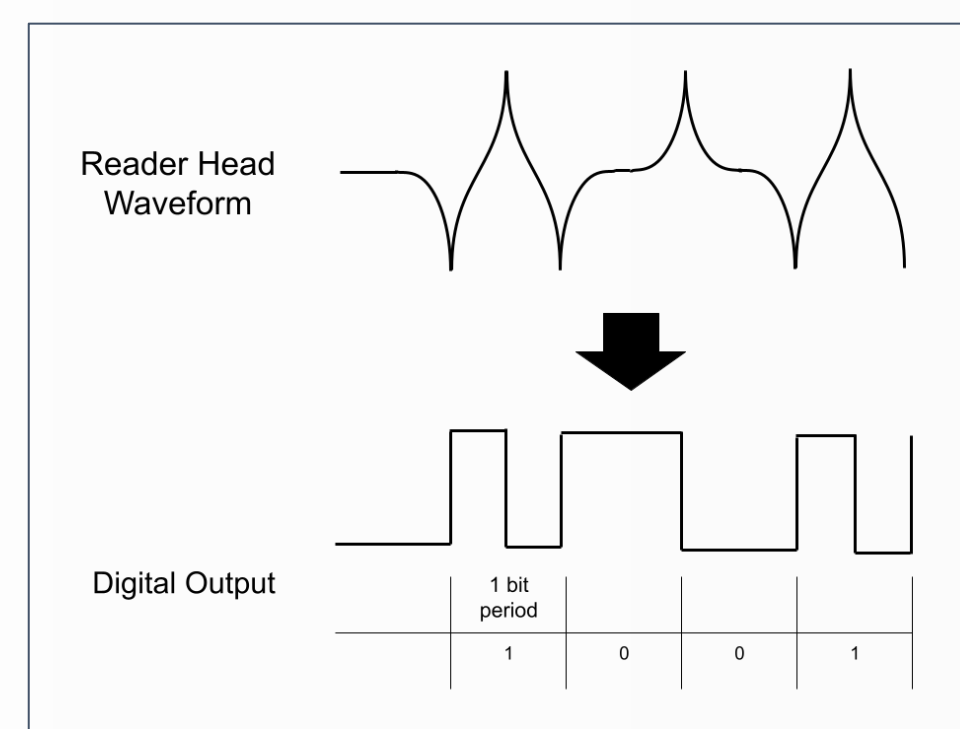 Reader Head
Waveform
Digital Output
1 bit
period
1 0 0 1